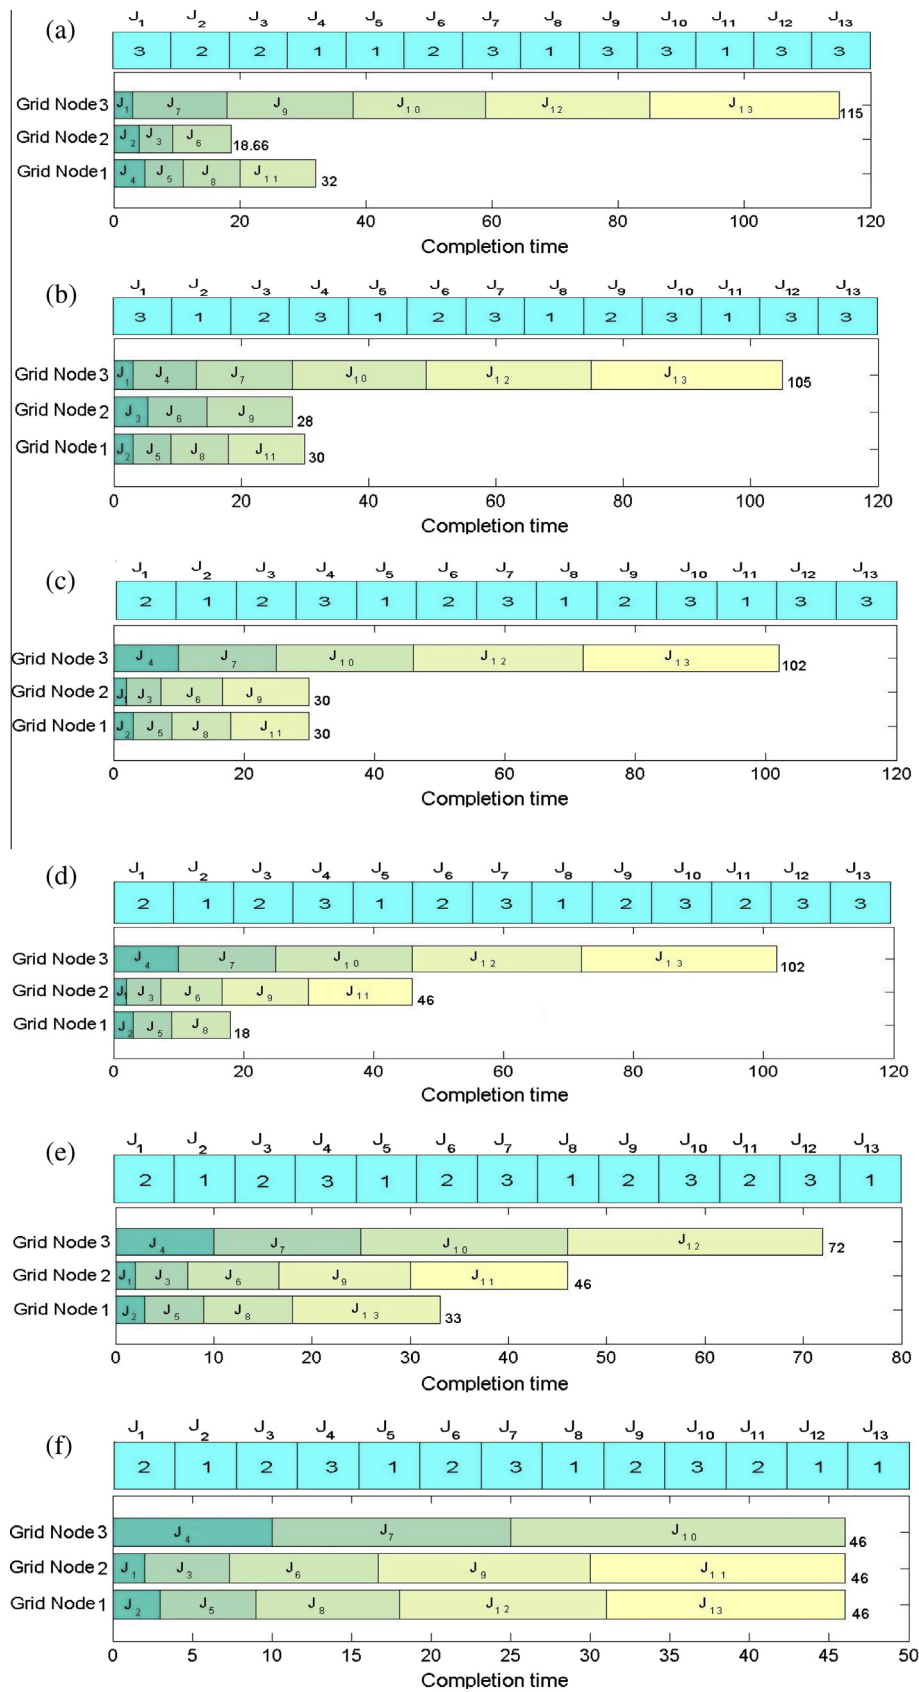 (a)
J1 J2 J3 J4 J5 J6 J7 J8 J9 J10 J11 J12 J13
3 2 2 1 1 2 3 1 3 3 1 3 3
Grid Node 3 J1 J7 J9 J10 J12 J13 115
Grid Node 2 J2 J3 J6 18.66
Grid Node 1 J4 J5 J8 J11 32
0 20 40 60 80 100 120
Completion time
(b)
J1 J2 J3 J4 J5 J6 J7 J8 J9 J10 J11 J12 J13
3 1 2 3 1 2 3 1 2 3 1 3 3
Grid Node 3 J1 J4 J7 J10 J12 J13 105
Grid Node 2 J3 J6 J9 28
Grid Node 1 J2 J5 J8 J11 30
0 20 40 60 80 100 120
Completion time
(c)
J1 J2 J3 J4 J5 J6 J7 J8 J9 J10 J11 J12 J13
2 1 2 3 1 2 3 1 2 3 1 3 3
Grid Node 3 J4 J7 J10 J12 J13 102
Grid Node 2 J1 J3 J6 J9 30
Grid Node 1 J2 J5 J8 J11 30
0 20 40 60 80 100 120
Completion time
(d)
J1 J2 J3 J4 J5 J6 J7 J8 J9 J10 J11 J12 J13
2 1 2 3 1 2 3 1 2 3 2 3 3
Grid Node 3 J4 J7 J10 J12 J13 102
Grid Node 2 J1 J3 J6 J9 J11 46
Grid Node 1 J2 J5 J8 18
0 20 40 60 80 100 120
Completion time
(e)
J1 J2 J3 J4 J5 J6 J7 J8 J9 J10 J11 J12 J13
2 1 2 3 1 2 3 1 2 3 2 3 1
Grid Node 3 J4 J7 J10 J12 72
Grid Node 2 J1 J3 J6 J9 J11 46
Grid Node 1 J2 J5 J8 J13 33
0 10 20 30 40 50 60 70 80
Completion time
(f)
J1 J2 J3 J4 J5 J6 J7 J8 J9 J10 J11 J12 J13
2 1 2 3 1 2 3 1 2 3 2 1 1
Grid Node 3 J4 J7 J10 46
Grid Node 2 J1 J3 J6 J9 J11 46
Grid Node 1 J2 J5 J8 J12 J13 46
0 5 10 15 20 25 30 35 40 45 50
Completion time